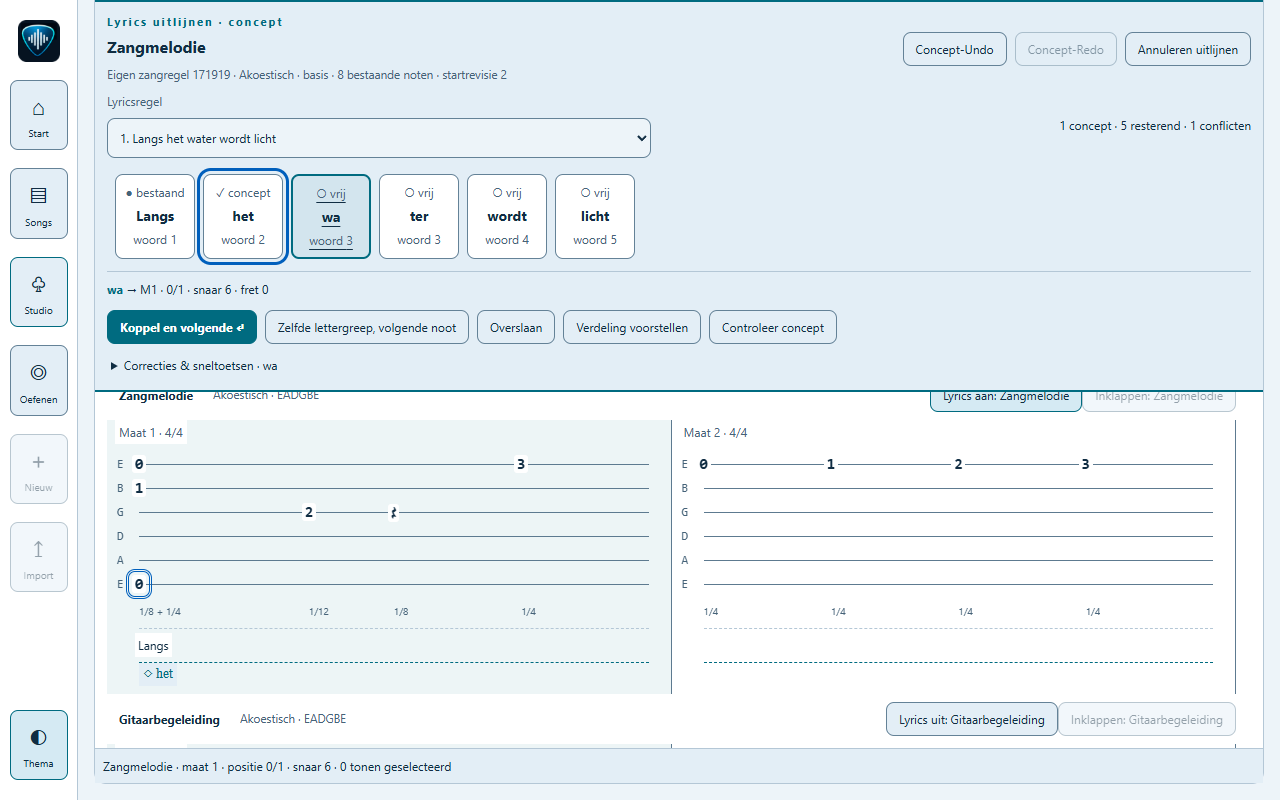 Start
Songs
Studio
Oefenen
Nieuw
Import
Thema
Lyrics uitlijnen · concept
Zangmelodie
Eigen zangregel 171919 · Akoestisch · basis · 8 bestaande noten · startrevisie 2
Concept-Undo
Concept-Redo
Annuleren uitlijnen
Lyricsregel
1. Langs het water wordt licht
1 concept · 5 resterend · 1 conflicten
● bestaand ✓ concept ○ vrij ○ vrij ○ vrij ○ vrij
Langs het wa ter wordt licht
woord 1 woord 2 woord 3 woord 3 woord 4 woord 5
wa → M1 · 0/1 · snaar 6 · fret 0
Koppel en volgende ↲
Zelfde lettergreep, volgende noot
Overslaan
Verdeling voorstellen
Controleer concept
▶ Correcties & sneltoetsen · wa
Zangmelodie Akoestisch · EADGBE Lyrics aan: Zangmelodie Inklappen: Zangmelodie
Maat 1 · 4/4
E 0 3
B 1
G 2
D
A
E 0
1/8 + 1/4 1/12 1/8 1/4
Langs
◇ het
Maat 2 · 4/4
E 0 1 2 3
B
G
D
A
E
1/4 1/4 1/4 1/4
Gitaarbegeleiding Akoestisch · EADGBE Lyrics uit: Gitaarbegeleiding Inklappen: Gitaarbegeleiding
Zangmelodie · maat 1 · positie 0/1 · snaar 6 · 0 tonen geselecteerd